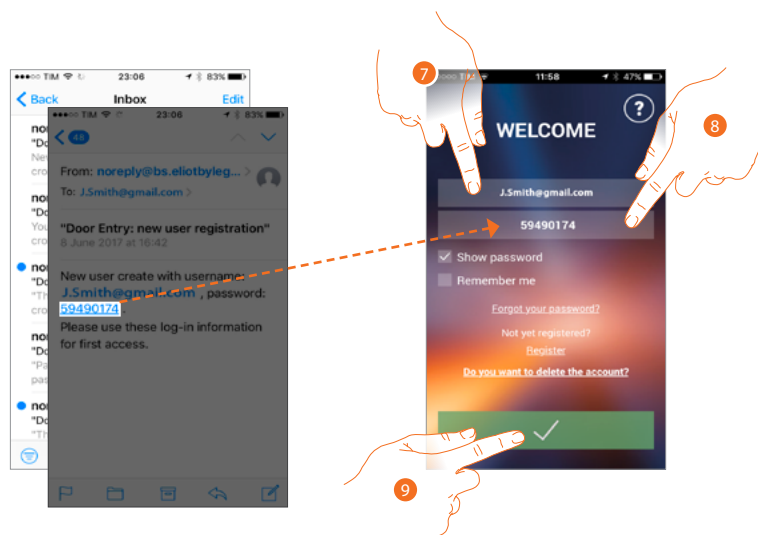 TIM 23:06 83%
Back Inbox Edit
TIM 23:06 83%
48
From: noreply@bs.eliotbyleg...
To: J.Smith@gmail.com
"Door Entry: new user registration"
8 June 2017 at 16:42
New user create with username:
J.Smith@gmail.com , password:
59490174 .
Please use these log-in information
for first access.
7
TIM 11:58 47%
?
WELCOME
8
J.Smith@gmail.com
59490174
Show password
Remember me
Forgot your password?
Not yet registered?
Register
Do you want to delete the account?
9